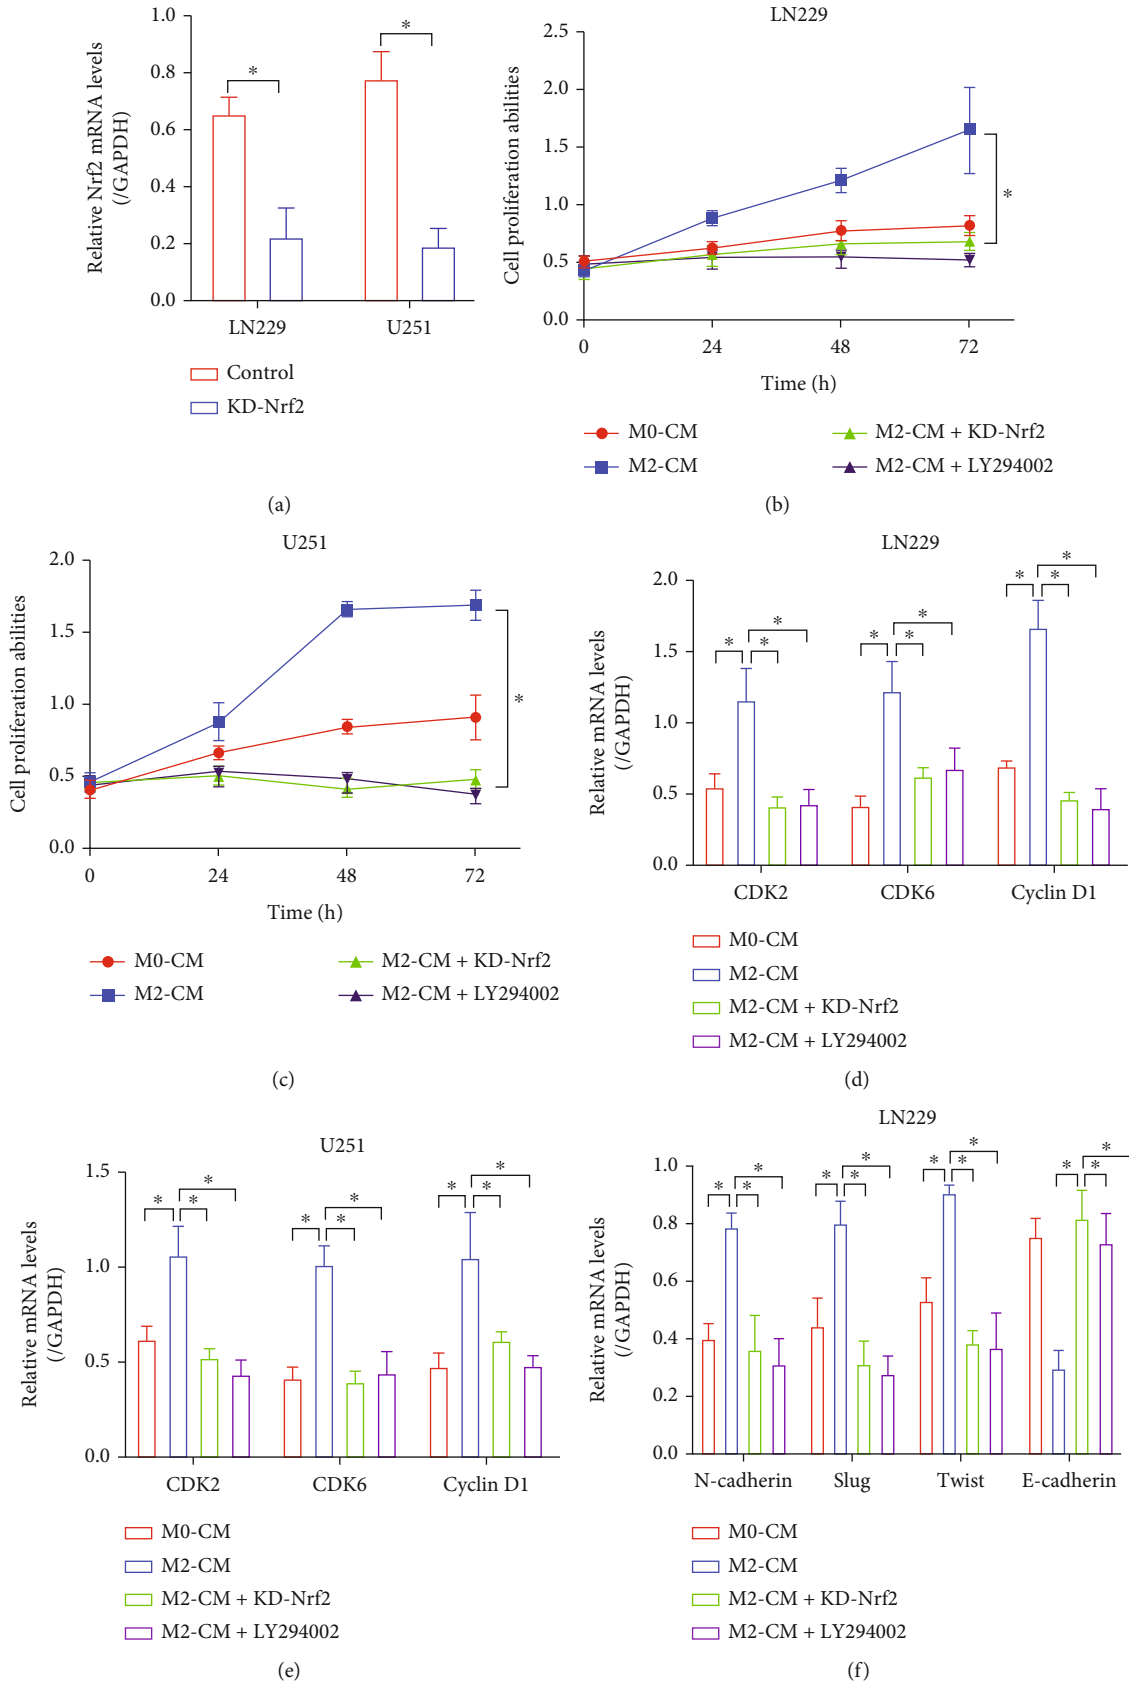 Relative Nrf2 mRNA levels
(/GAPDH)
1.0
0.8
0.6
0.4
0.2
0.0
*
*
LN229
U251
Control
KD-Nrf2
(a)
LN229
Cell proliferation abilities
2.5
2.0
1.5
1.0
0.5
0.0
*
0
24
48
72
Time (h)
M0-CM
M2-CM
M2-CM + KD-Nrf2
M2-CM + LY294002
(b)
U251
Cell proliferation abilities
2.0
1.5
1.0
0.5
0.0
*
0
24
48
72
Time (h)
M0-CM
M2-CM
M2-CM + KD-Nrf2
M2-CM + LY294002
(c)
LN229
Relative mRNA levels
(/GAPDH)
2.0
1.5
1.0
0.5
0.0
* * *
* * *
* * *
CDK2
CDK6
Cyclin D1
M0-CM
M2-CM
M2-CM + KD-Nrf2
M2-CM + LY294002
(d)
U251
Relative mRNA levels
(/GAPDH)
1.5
1.0
0.5
0.0
* * *
* * *
* * *
CDK2
CDK6
Cyclin D1
M0-CM
M2-CM
M2-CM + KD-Nrf2
M2-CM + LY294002
(e)
LN229
Relative mRNA levels
(/GAPDH)
1.0
0.8
0.6
0.4
0.2
0.0
* * *
* * *
* * *
* * *
N-cadherin
Slug
Twist
E-cadherin
M0-CM
M2-CM
M2-CM + KD-Nrf2
M2-CM + LY294002
(f)